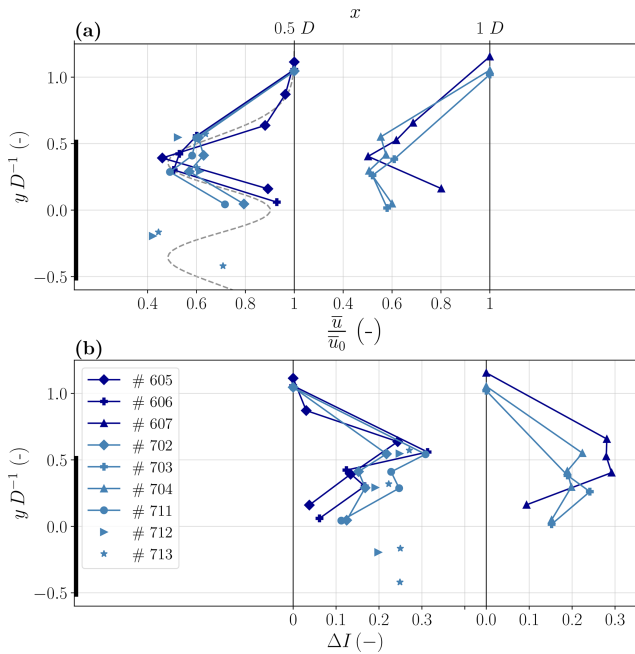 x
(a) 0.5 D 1 D
1.0
0.5
0.0
−0.5
y D⁻¹ (-)
0.4 0.6 0.8 1 0.4 0.6 0.8 1
u̅ / u̅₀ (-)
(b)
1.0
0.5
0.0
−0.5
y D⁻¹ (−)
# 605
# 606
# 607
# 702
# 703
# 704
# 711
# 712
# 713
0 0.1 0.2 0.3 0.0 0.1 0.2 0.3
ΔI (−)